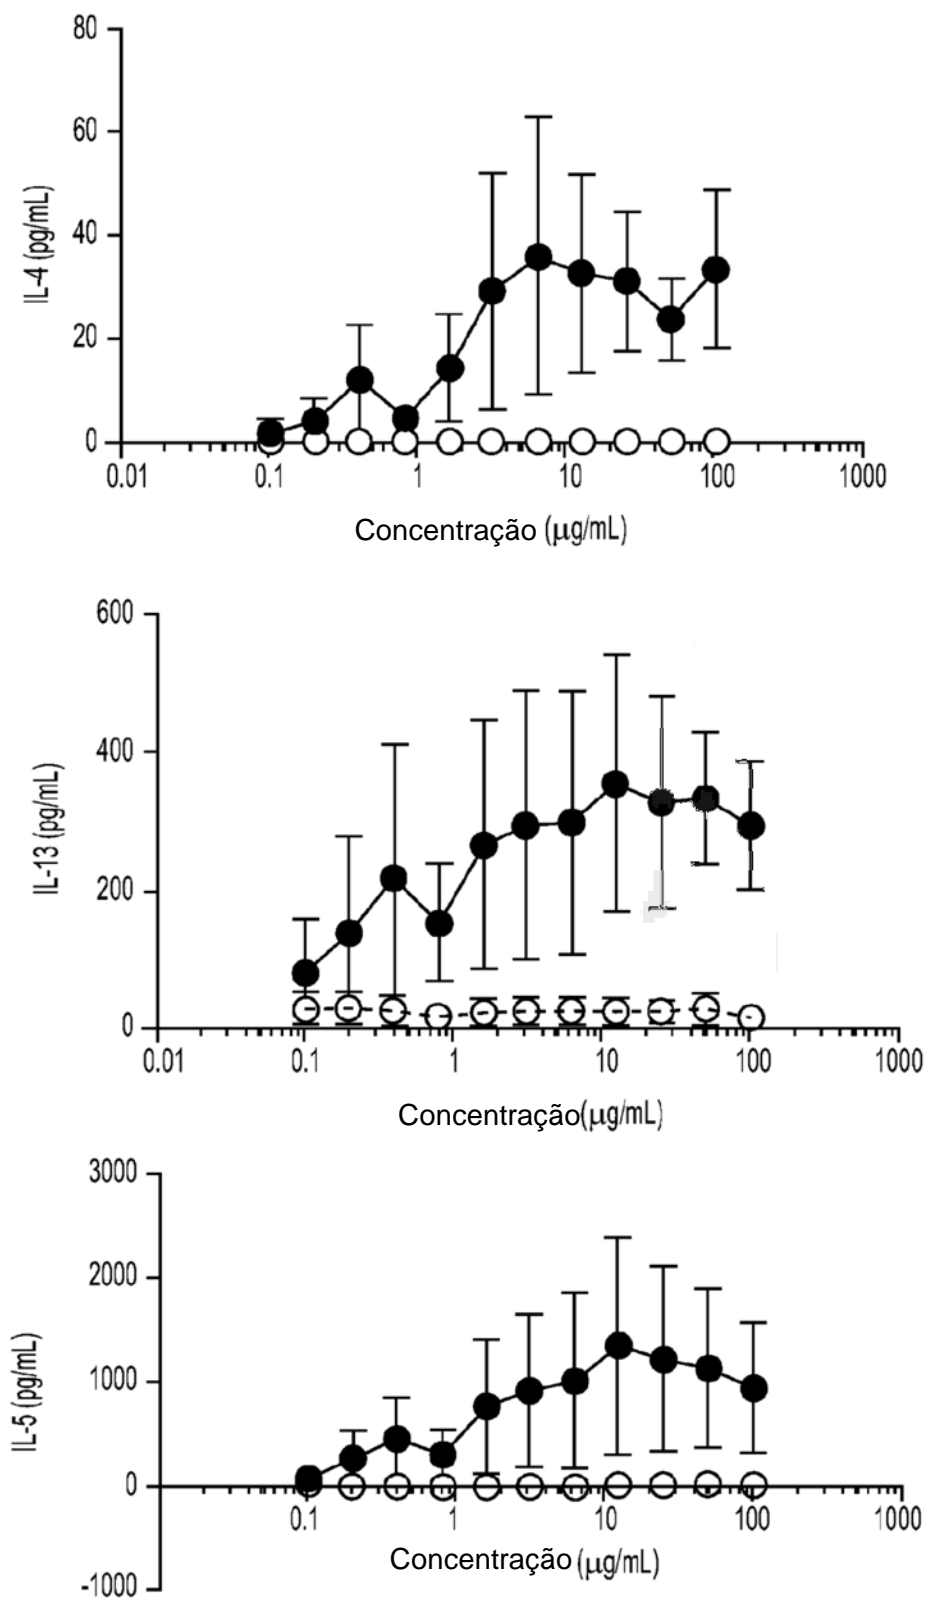 80
60
40
20
0
IL-4 (pg/mL)
0.01 0.1 1 10 100 1000
Concentração (µg/mL)
600
400
200
0
IL-13 (pg/mL)
0.01 0.1 1 10 100 1000
Concentração(µg/mL)
3000
2000
1000
0
-1000
IL-5 (pg/mL)
0.1 1 10 100 1000
Concentração (µg/mL)